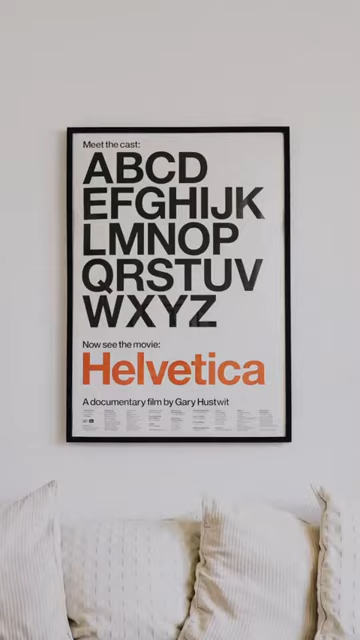 Meet the cast:
ABCD
EFGHIJK
LMNOP
QRSTUV
WXYZ
Now see the movie:
Helvetica
A documentary film by Gary Hustwit